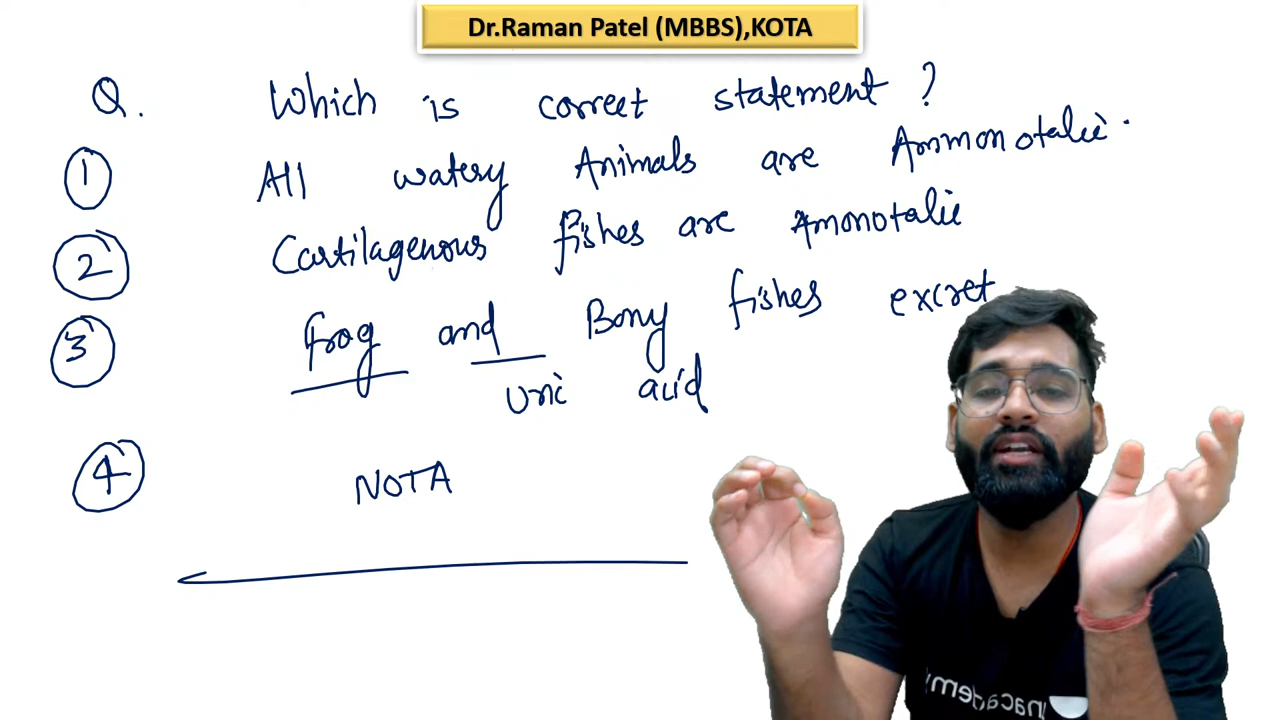 Dr.Raman Patel (MBBS),KOTA
Q. Which is correct statement ?
1 All watery Animals are Ammonotalic.
2 Cartilagenous fishes are Amonotalic
3 Frog and Bony fishes excret
uric acid
4 NOTA
unacademy